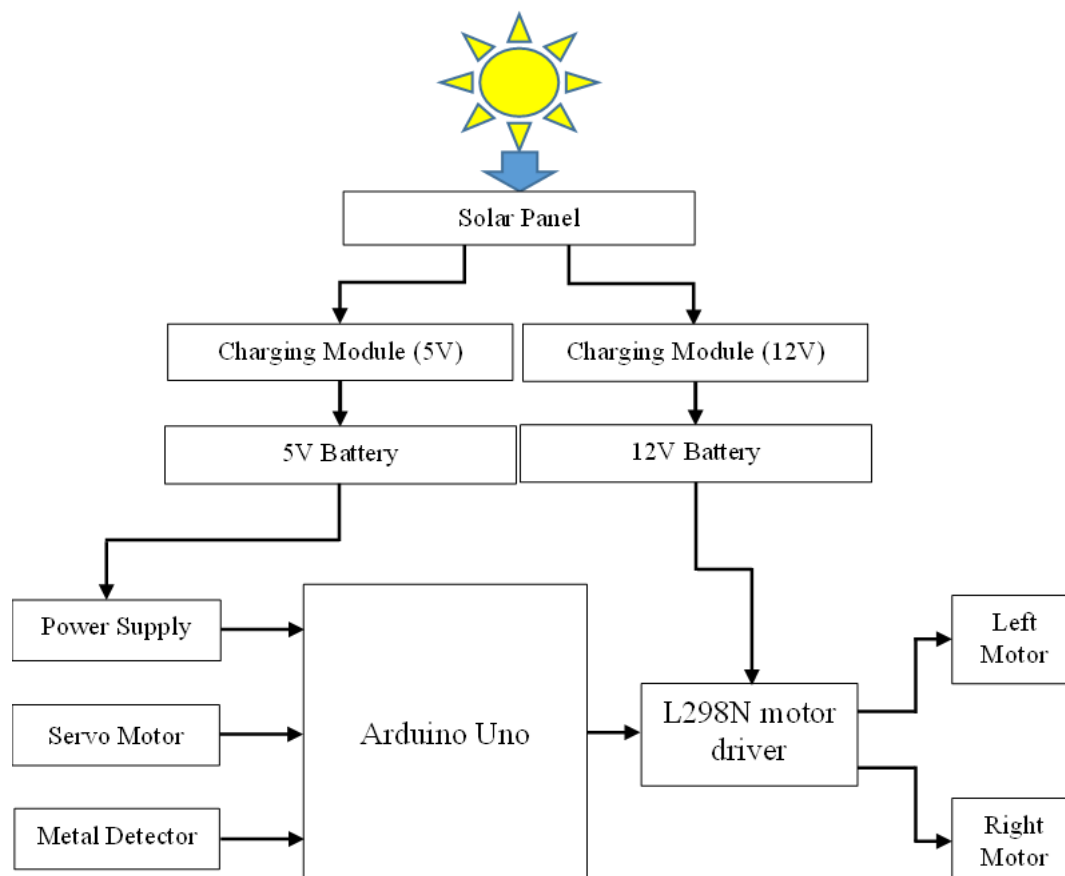 Solar Panel
Charging Module (5V)
Charging Module (12V)
5V Battery
12V Battery
Power Supply
Servo Motor
Metal Detector
Arduino Uno
L298N motor
driver
Left
Motor
Right
Motor